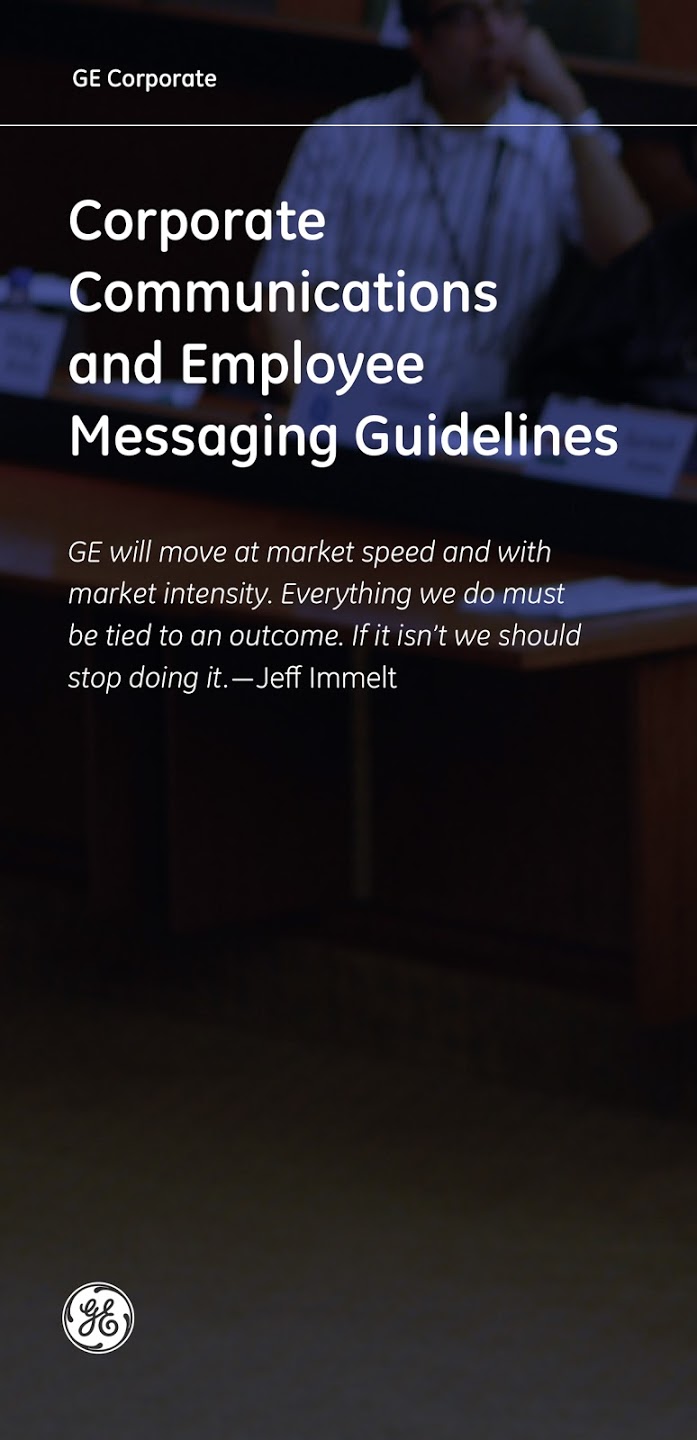 GE Corporate
Corporate
Communications
and Employee
Messaging Guidelines
GE will move at market speed and with
market intensity. Everything we do must
be tied to an outcome. If it isn’t we should
stop doing it.—Jeff Immelt
GE